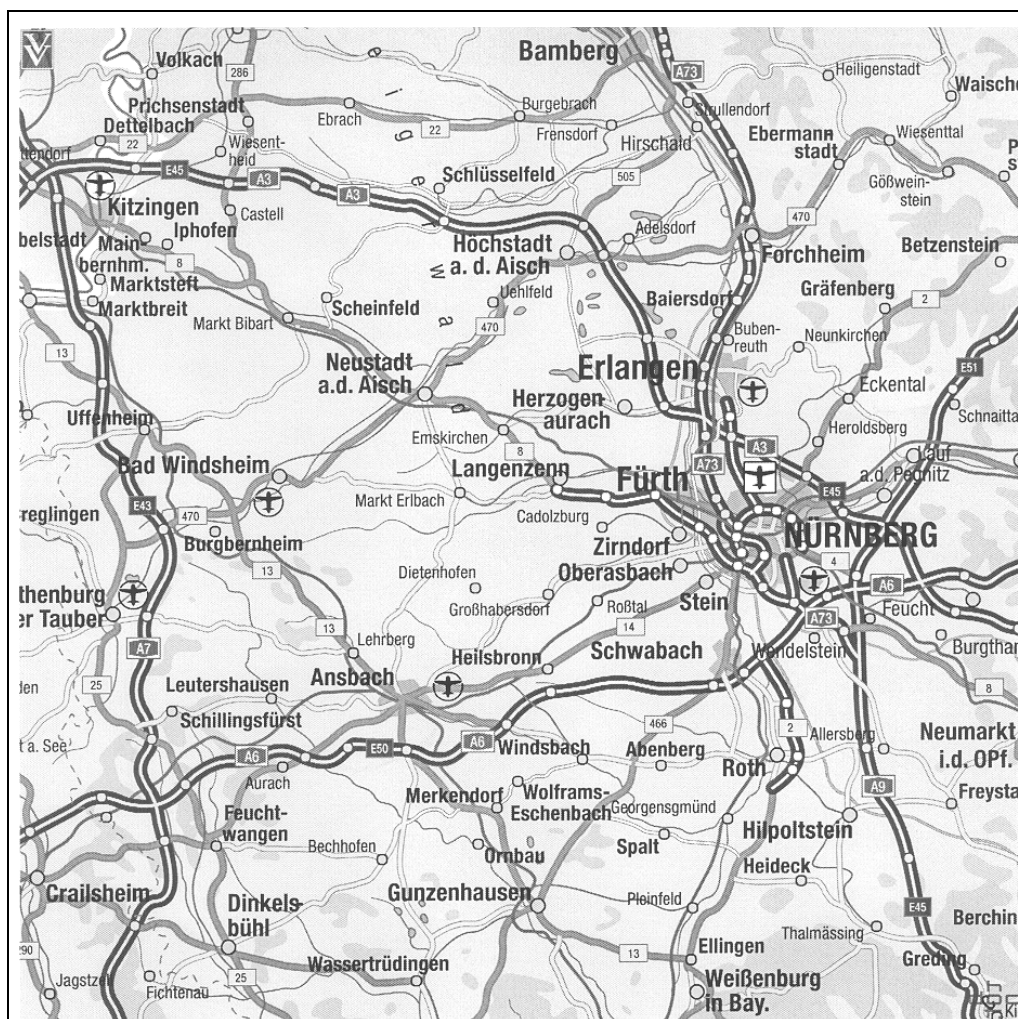 Bamberg
A73
Volkach
286
Heiligenstadt
Waische
Prichsenstadt
Dettelbach
Ebrach
Burgebrach
Strullendorf
22
22
Frensdorf
Hirschaid
Ebermann-
stadt
Wiesenttal
Wiesent-
heid
E45
A3
A3
Schlüsselfeld
505
Gößwein-
stein
Kitzingen
Iphofen
Castell
Main-
bernhm.
8
Marktsteft
Marktbreit
Höchstadt
a. d. Aisch
Adelsdorf
470
Forchheim
Betzenstein
Scheinfeld
Uehlfeld
Baiersdorf
Gräfenberg
2
Markt Bibart
470
Buben-
reuth
Neunkirchen
13
Neustadt
a.d. Aisch
Erlangen
E51
Eckental
Herzogen-
aurach
Schnaitta
Uffenheim
Emskirchen
8
Heroldsberg
A3
Lauf
a.d. Pegnitz
Bad Windsheim
Langenzenn
Fürth
A73
E45
Markt Erlbach
E43
reglingen
470
Cadolzburg
Burgbernheim
Zirndorf
NÜRNBERG
13
Dietenhofen
Oberasbach
4
thenburg
er Tauber
Großhabersdorf
Roßtal
Stein
A6
Feucht
A73
13
Lehrberg
14
A7
Heilsbronn
Schwabach
Wendelstein
Burgthan
Ansbach
25
Leutershausen
8
Schillingsfürst
466
2
Allersberg
Neumarkt
i.d. OPf.
t a. See
A6
E50
A6
Windsbach
Abenberg
Roth
Aurach
Merkendorf
Wolframs-
Eschenbach
A9
Freysta
Georgensgmünd
Feucht-
wangen
Hilpoltstein
Spalt
Bechhofen
Ornbau
Heideck
Crailsheim
Gunzenhausen
Dinkels-
bühl
Pleinfeld
E45
Berchin
Thalmässing
290
13
Ellingen
Greding
Wassertrüdingen
Jagstzel
25
Fichtenau
Weißenburg
in Bay.